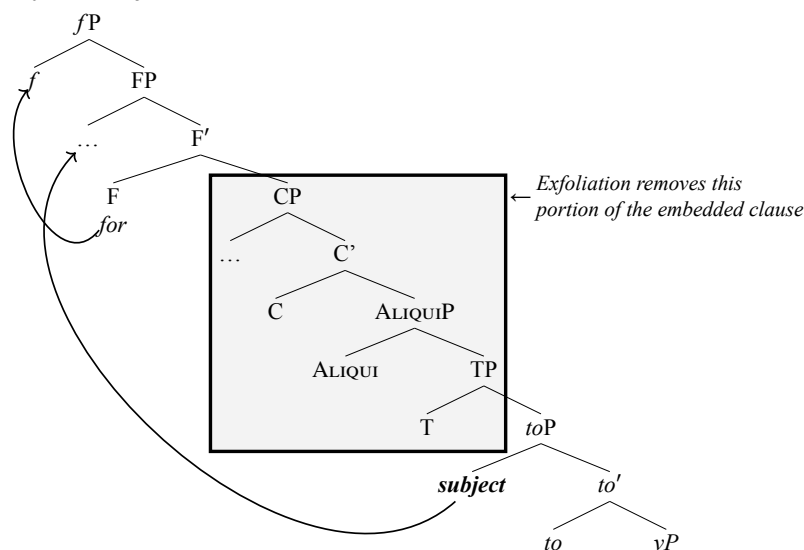 fP
f
FP
…
F′
F
for
CP
← Exfoliation removes this
portion of the embedded clause
…
C’
C
ALIQUIP
ALIQUI
TP
T
toP
subject
to′
to
vP